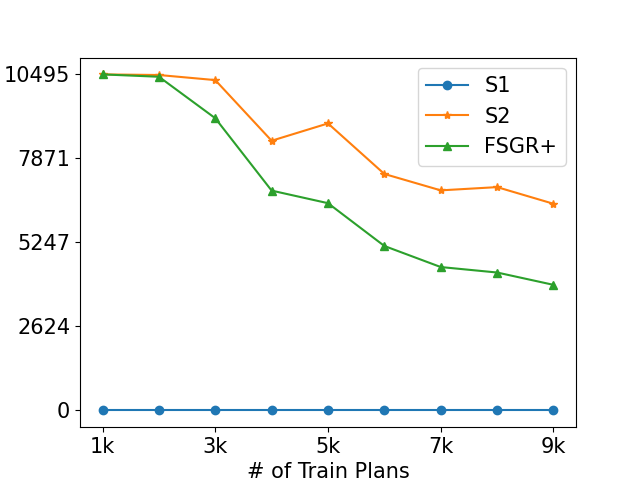 10495
7871
5247
2624
0
S1
S2
FSGR+
1k 3k 5k 7k 9k
# of Train Plans